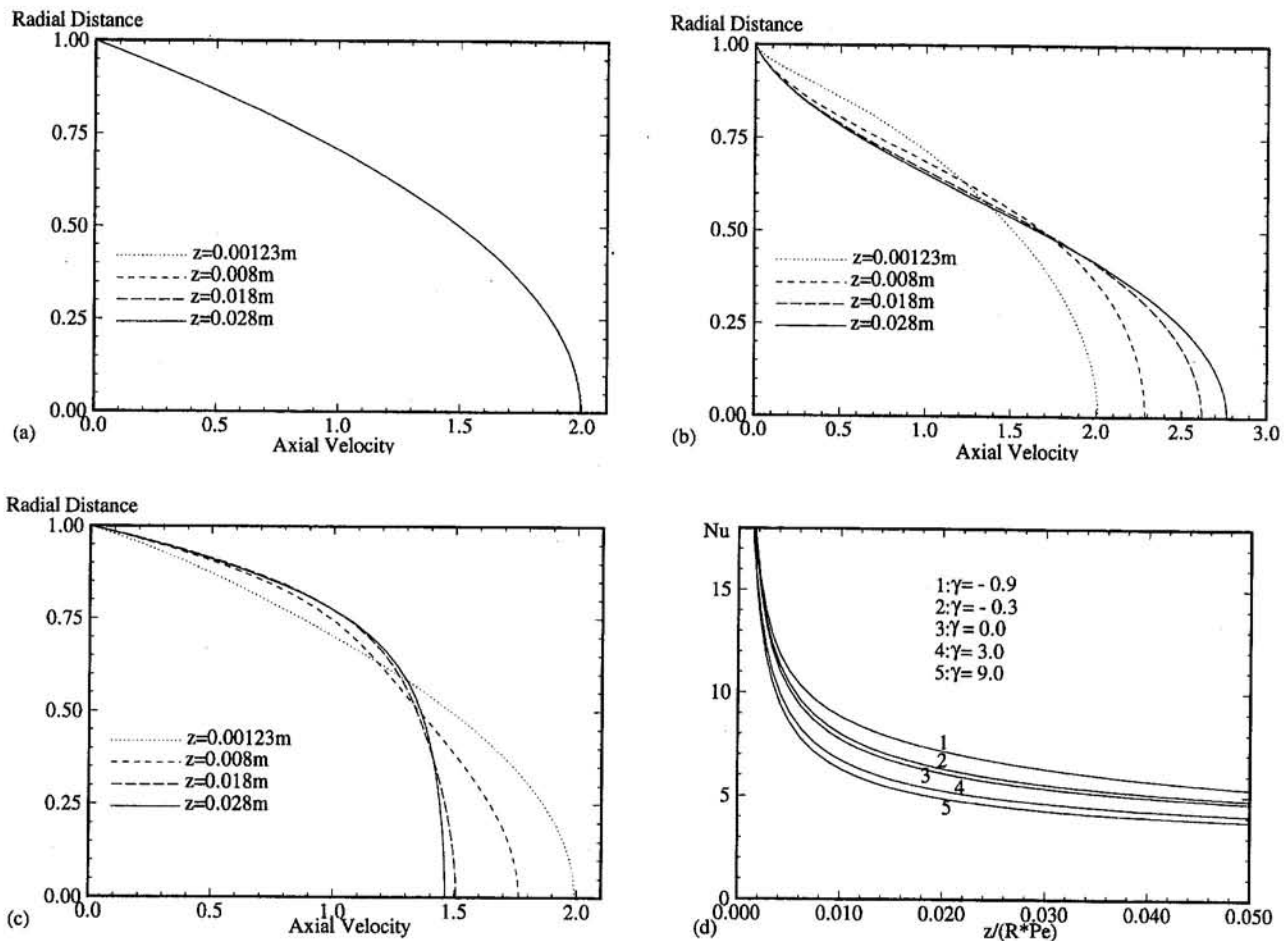 Radial Distance
1.00
0.75
0.50
0.25
0.00
z=0.00123m
z=0.008m
z=0.018m
z=0.028m
(a)
0.0 0.5 1.0 1.5 2.0
Axial Velocity
Radial Distance
1.00
0.75
0.50
0.25
0.00
z=0.00123m
z=0.008m
z=0.018m
z=0.028m
(b)
0.0 0.5 1.0 1.5 2.0 2.5 3.0
Axial Velocity
Radial Distance
1.00
0.75
0.50
0.25
0.00
z=0.00123m
z=0.008m
z=0.018m
z=0.028m
(c)
0.0 0.5 1.0 1.5 2.0
Axial Velocity
Nu
15
10
5
0
1:γ= - 0.9
2:γ= - 0.3
3:γ= 0.0
4:γ= 3.0
5:γ= 9.0
1
2
3
4
5
(d)
0.000 0.010 0.020 0.030 0.040 0.050
z/(R*Pe)